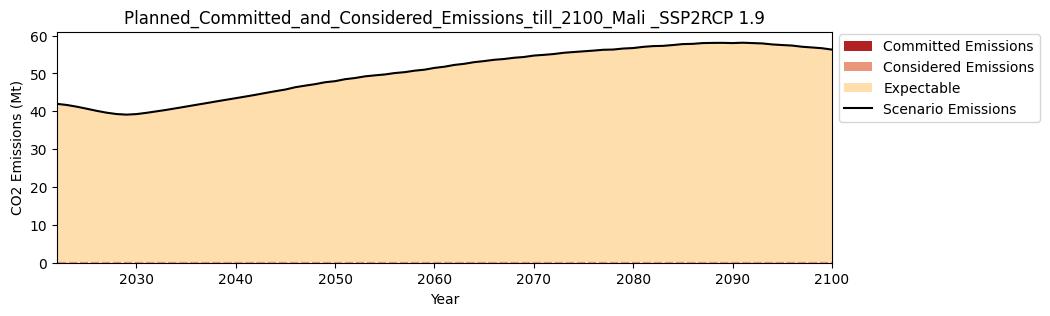 Planned_Committed_and_Considered_Emissions_till_2100_Mali _SSP2RCP 1.9
60
50
40
30
20
10
0
CO2 Emissions (Mt)
2030 2040 2050 2060 2070 2080 2090 2100
Year
Committed Emissions
Considered Emissions
Expectable
Scenario Emissions